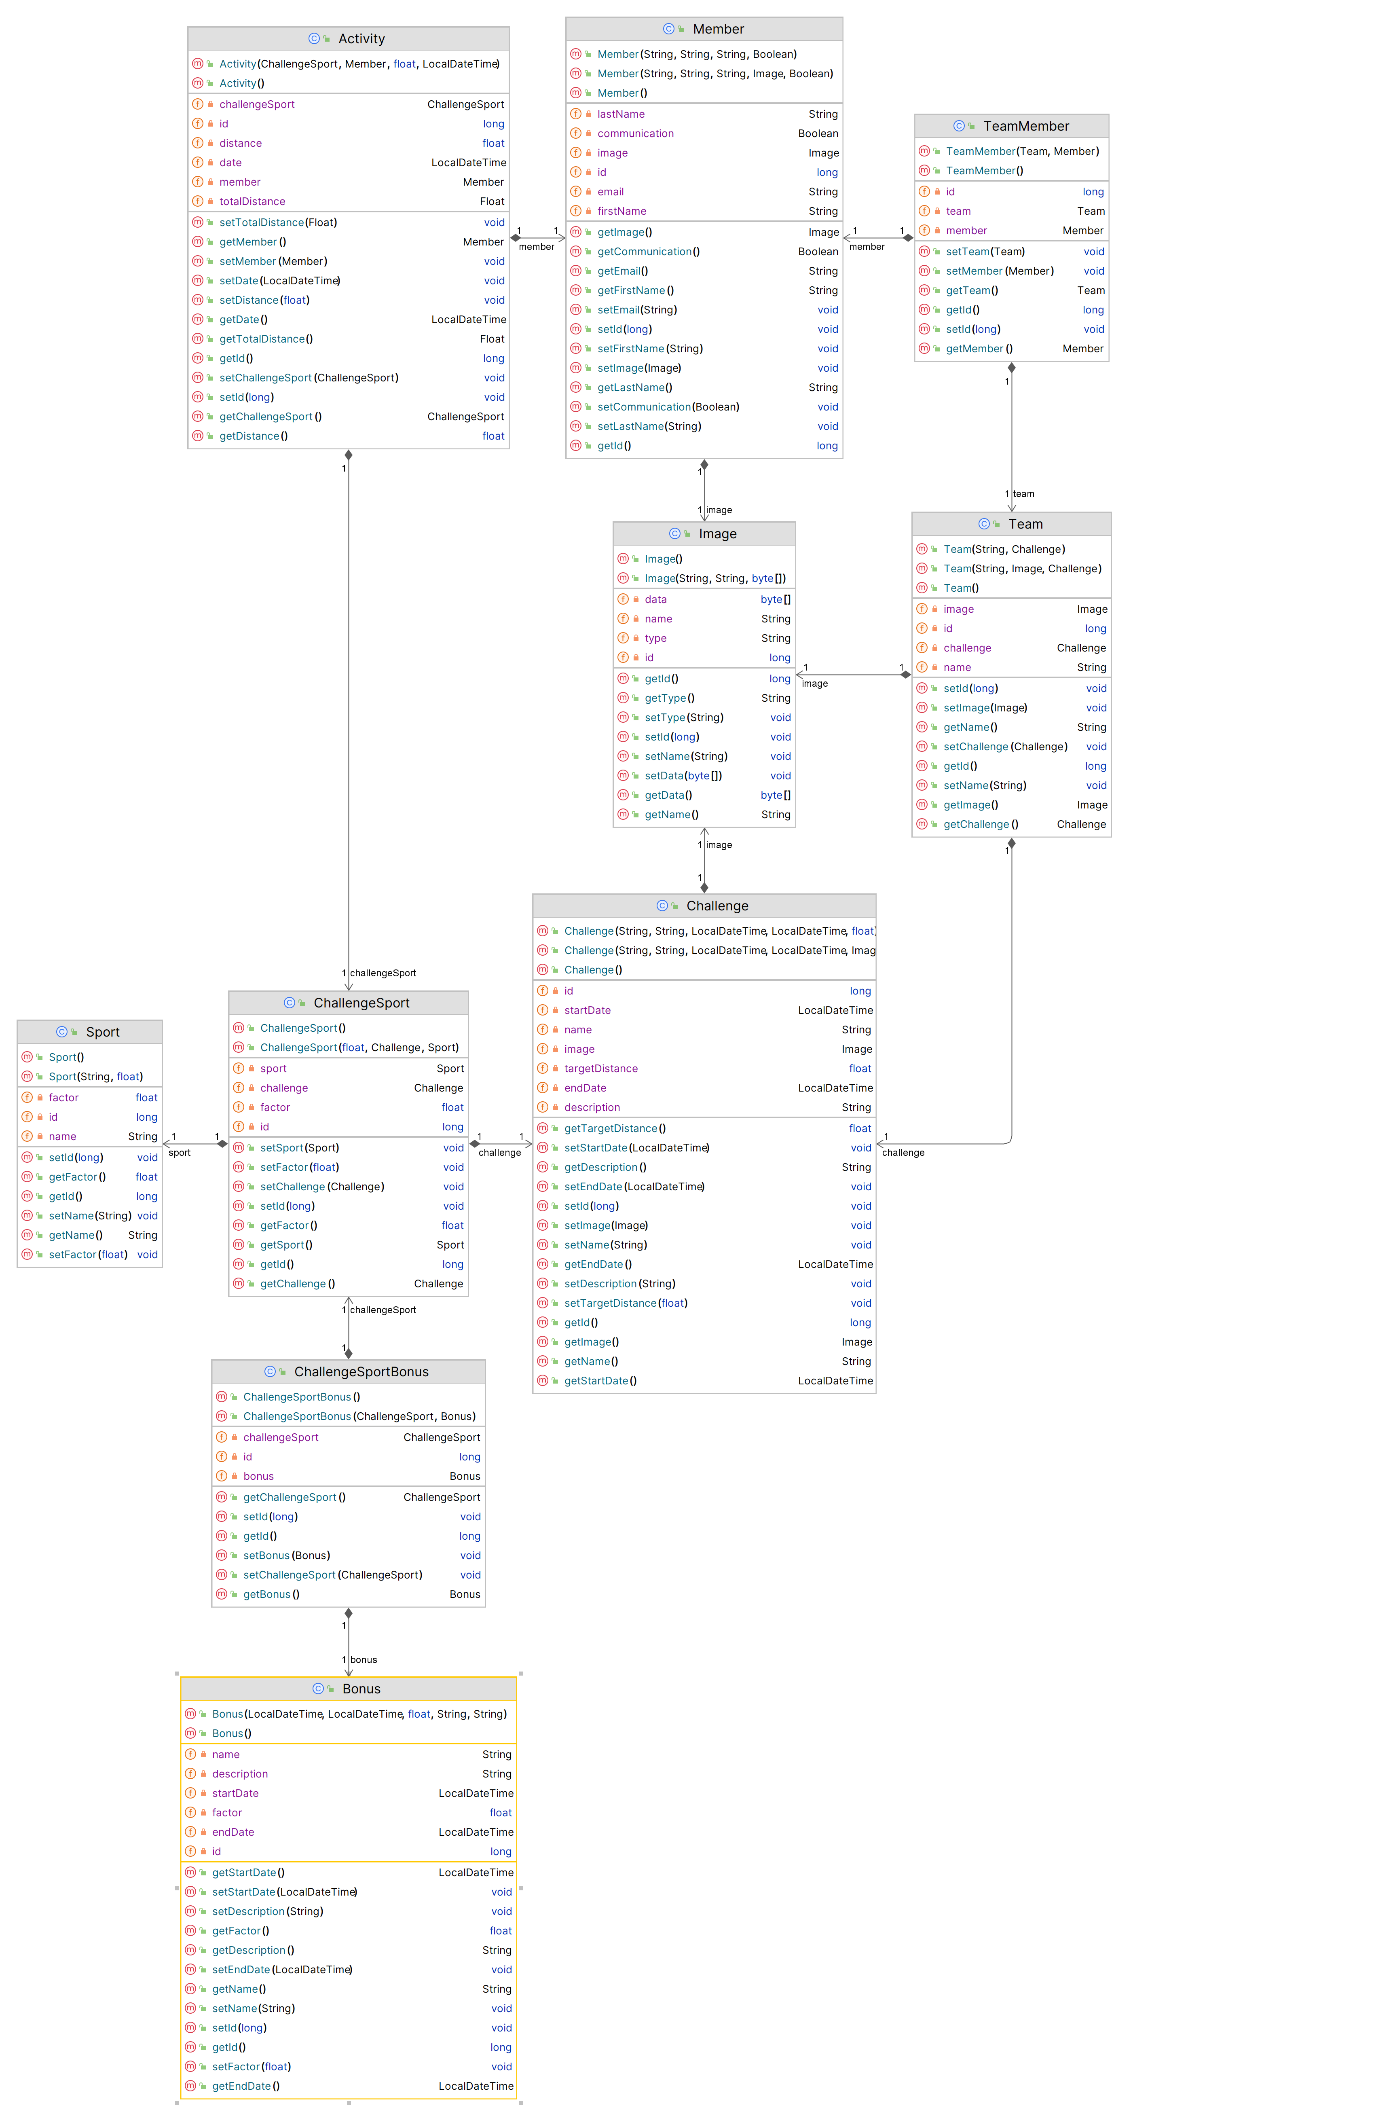 Activity
Activity(ChallengeSport, Member, float, LocalDateTime)
Activity()
challengeSport ChallengeSport
id long
distance float
date LocalDateTime
member Member
totalDistance Float
setTotalDistance(Float) void
getMember() Member
setMember(Member) void
setDate(LocalDateTime) void
setDistance(float) void
getDate() LocalDateTime
getTotalDistance() Float
getId() long
setChallengeSport(ChallengeSport) void
setId(long) void
getChallengeSport() ChallengeSport
getDistance() float
1 1
member
Member
Member(String, String, String, Boolean)
Member(String, String, String, Image, Boolean)
Member()
lastName String
communication Boolean
image Image
id long
email String
firstName String
getImage() Image
getCommunication() Boolean
getEmail() String
getFirstName() String
setEmail(String) void
setId(long) void
setFirstName(String) void
setImage(Image) void
getLastName() String
setCommunication(Boolean) void
setLastName(String) void
getId() long
1 1
member
TeamMember
TeamMember(Team, Member)
TeamMember()
id long
team Team
member Member
setTeam(Team) void
setMember(Member) void
getTeam() Team
getId() long
setId(long) void
getMember() Member
1
1 team
1
1 image
Image
Image()
Image(String, String, byte[])
data byte[]
name String
type String
id long
getId() long
getType() String
setType(String) void
setId(long) void
setName(String) void
setData(byte[]) void
getData() byte[]
getName() String
1 1
image
Team
Team(String, Challenge)
Team(String, Image, Challenge)
Team()
image Image
id long
challenge Challenge
name String
setId(long) void
setImage(Image) void
getName() String
setChallenge(Challenge) void
getId() long
setName(String) void
getImage() Image
getChallenge() Challenge
1
1
challenge
1 image
1
Challenge
Challenge(String, String, LocalDateTime, LocalDateTime, float)
Challenge(String, String, LocalDateTime, LocalDateTime, Imag
Challenge()
id long
startDate LocalDateTime
name String
image Image
targetDistance float
endDate LocalDateTime
description String
getTargetDistance() float
setStartDate(LocalDateTime) void
getDescription() String
setEndDate(LocalDateTime) void
setId(long) void
setImage(Image) void
setName(String) void
getEndDate() LocalDateTime
setDescription(String) void
setTargetDistance(float) void
getId() long
getImage() Image
getName() String
getStartDate() LocalDateTime
1
1 challengeSport
ChallengeSport
ChallengeSport()
ChallengeSport(float, Challenge, Sport)
sport Sport
challenge Challenge
factor float
id long
setSport(Sport) void
setFactor(float) void
setChallenge(Challenge) void
setId(long) void
getFactor() float
getSport() Sport
getId() long
getChallenge() Challenge
1 1
challenge
1 1
sport
Sport
Sport()
Sport(String, float)
factor float
id long
name String
setId(long) void
getFactor() float
getId() long
setName(String) void
getName() String
setFactor(float) void
1 challengeSport
1
ChallengeSportBonus
ChallengeSportBonus()
ChallengeSportBonus(ChallengeSport, Bonus)
challengeSport ChallengeSport
id long
bonus Bonus
getChallengeSport() ChallengeSport
setId(long) void
getId() long
setBonus(Bonus) void
setChallengeSport(ChallengeSport) void
getBonus() Bonus
1
1 bonus
Bonus
Bonus(LocalDateTime, LocalDateTime, float, String, String)
Bonus()
name String
description String
startDate LocalDateTime
factor float
endDate LocalDateTime
id long
getStartDate() LocalDateTime
setStartDate(LocalDateTime) void
setDescription(String) void
getFactor() float
getDescription() String
setEndDate(LocalDateTime) void
getName() String
setName(String) void
setId(long) void
getId() long
setFactor(float) void
getEndDate() LocalDateTime